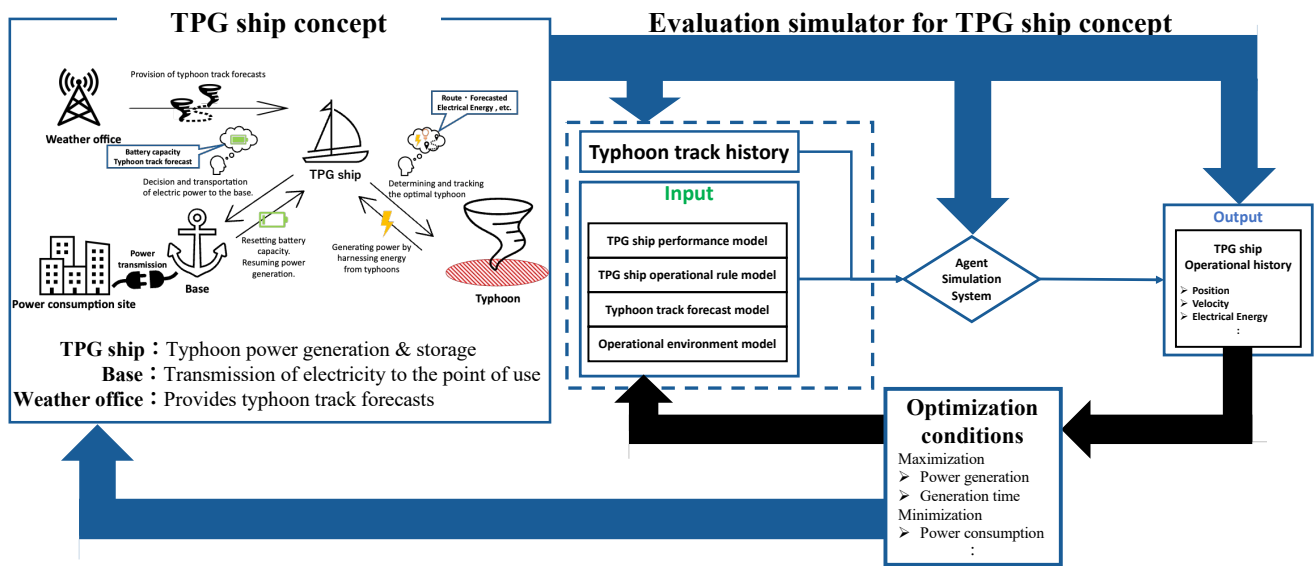 TPG ship concept
Provision of typhoon track forecasts
Weather office
Battery capacity
Typhoon track forecast
Route・Forecasted
Electrical Energy , etc.
TPG ship
Decision and transportation
of electric power to the base.
Determining and tracking
the optimal typhoon
Resetting battery
capacity.
Resuming power
generation.
Generating power by
harnessing energy
from typhoons
Power
transmission
Power consumption site
Base
Typhoon
TPG ship：Typhoon power generation & storage
Base：Transmission of electricity to the point of use
Weather office：Provides typhoon track forecasts
Evaluation simulator for TPG ship concept
Typhoon track history
Input
TPG ship performance model
TPG ship operational rule model
Typhoon track forecast model
Operational environment model
Agent
Simulation
System
Output
TPG ship
Operational history
➢ Position
➢ Velocity
➢ Electrical Energy
:
Optimization
conditions
Maximization
➢ Power generation
➢ Generation time
Minimization
➢ Power consumption
: